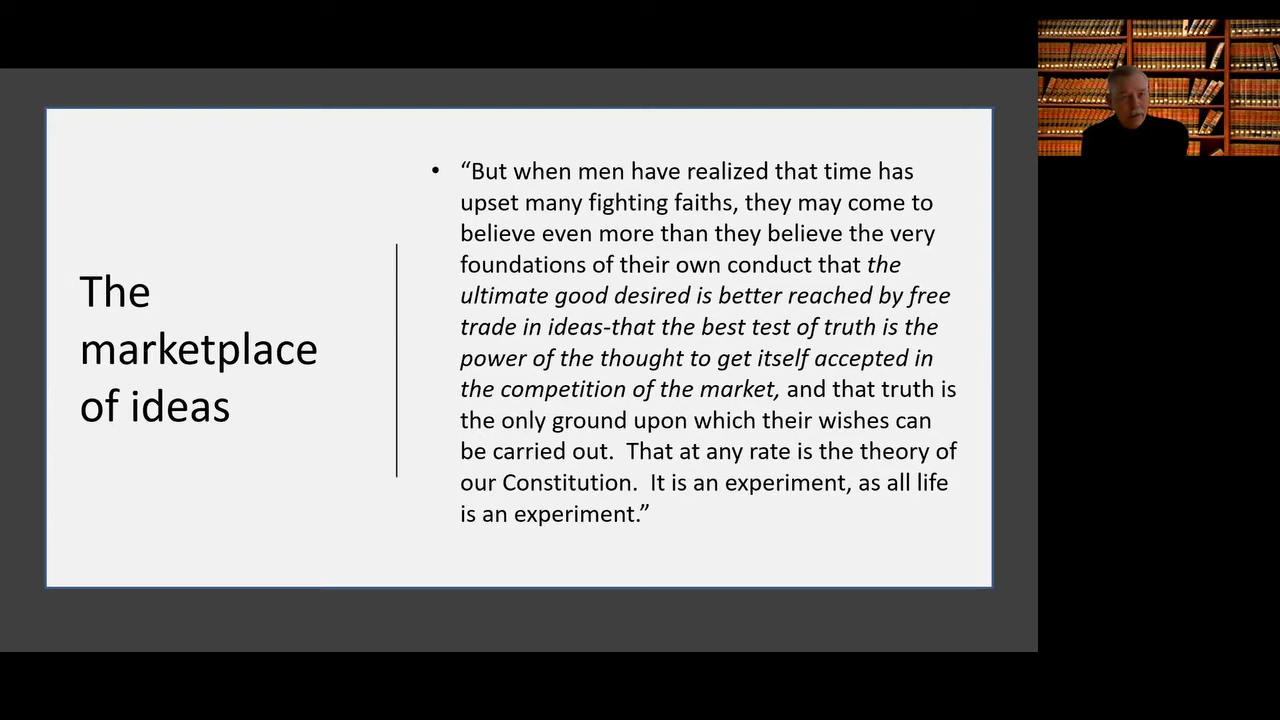 The
marketplace
of ideas
• “But when men have realized that time has
upset many fighting faiths, they may come to
believe even more than they believe the very
foundations of their own conduct that the
ultimate good desired is better reached by free
trade in ideas-that the best test of truth is the
power of the thought to get itself accepted in
the competition of the market, and that truth is
the only ground upon which their wishes can
be carried out.  That at any rate is the theory of
our Constitution.  It is an experiment, as all life
is an experiment.”